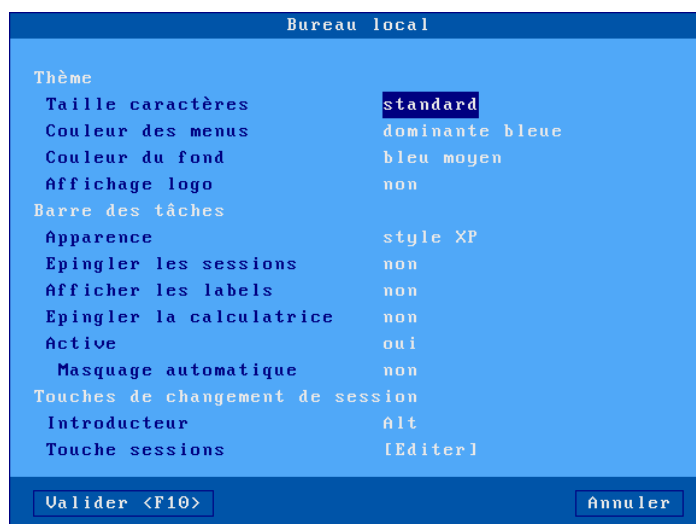 Bureau local
Thème
Taille caractères standard
Couleur des menus dominante bleue
Couleur du fond bleu moyen
Affichage logo non
Barre des tâches
Apparence style XP
Epingler les sessions non
Afficher les labels non
Epingler la calculatrice non
Active oui
Masquage automatique non
Touches de changement de session
Introducteur Alt
Touche sessions [Editer]
Valider <F10> Annuler